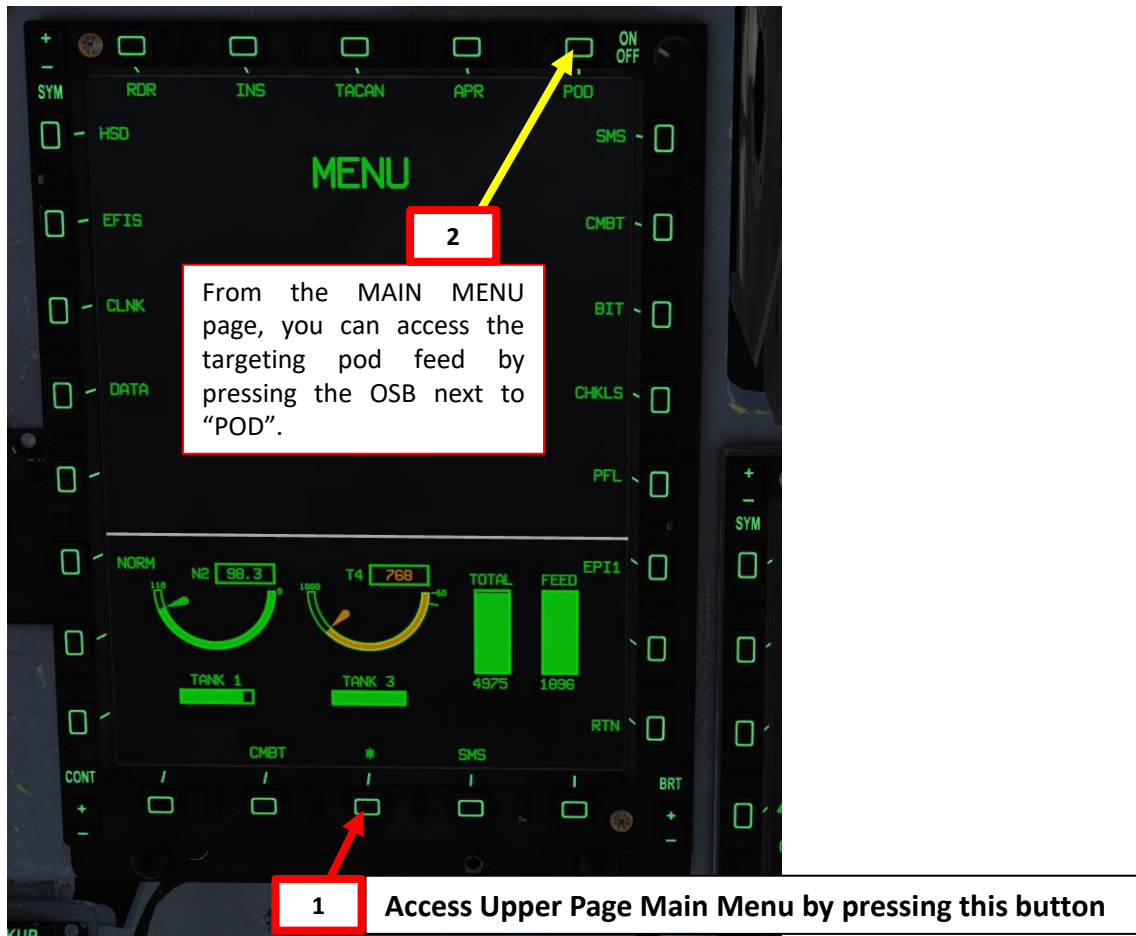 +
-
SYM
ON
OFF
RDR INS TACAN APR POD
HSD
SMS
MENU
EFIS
2
CMBT
From the MAIN MENU
page, you can access the
targeting pod feed by
pressing the OSB next to
“POD”.
CLNK
BIT
DATA
CHKLS
PFL
+
-
SYM
NORM
N2 98.3
T4 768
TOTAL
FEED
EPI1
110 0
1000 -60
TANK 1
TANK 3
4975
1896
RTN
CMBT * SMS
CONT
BRT
+
-
+
-
1
Access Upper Page Main Menu by pressing this button